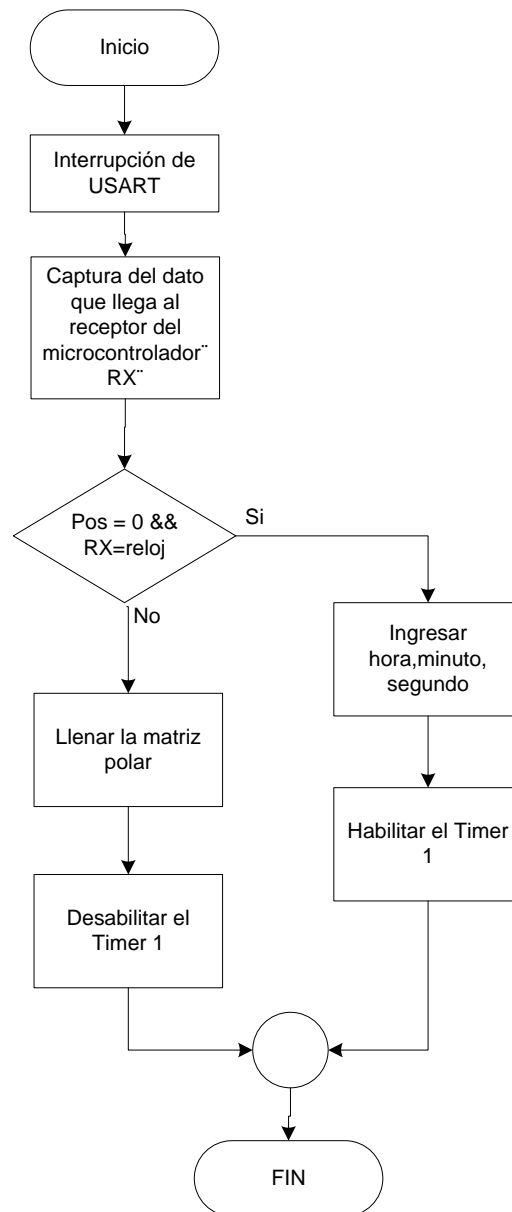 Inicio
Interrupción de
USART
Captura del dato
que llega al
receptor del
microcontrolador¨
RX¨
Pos = 0 &&
RX=reloj
Si
No
Ingresar
hora,minuto,
segundo
Llenar la matriz
polar
Habilitar el Timer
1
Desabilitar el
Timer 1
FIN